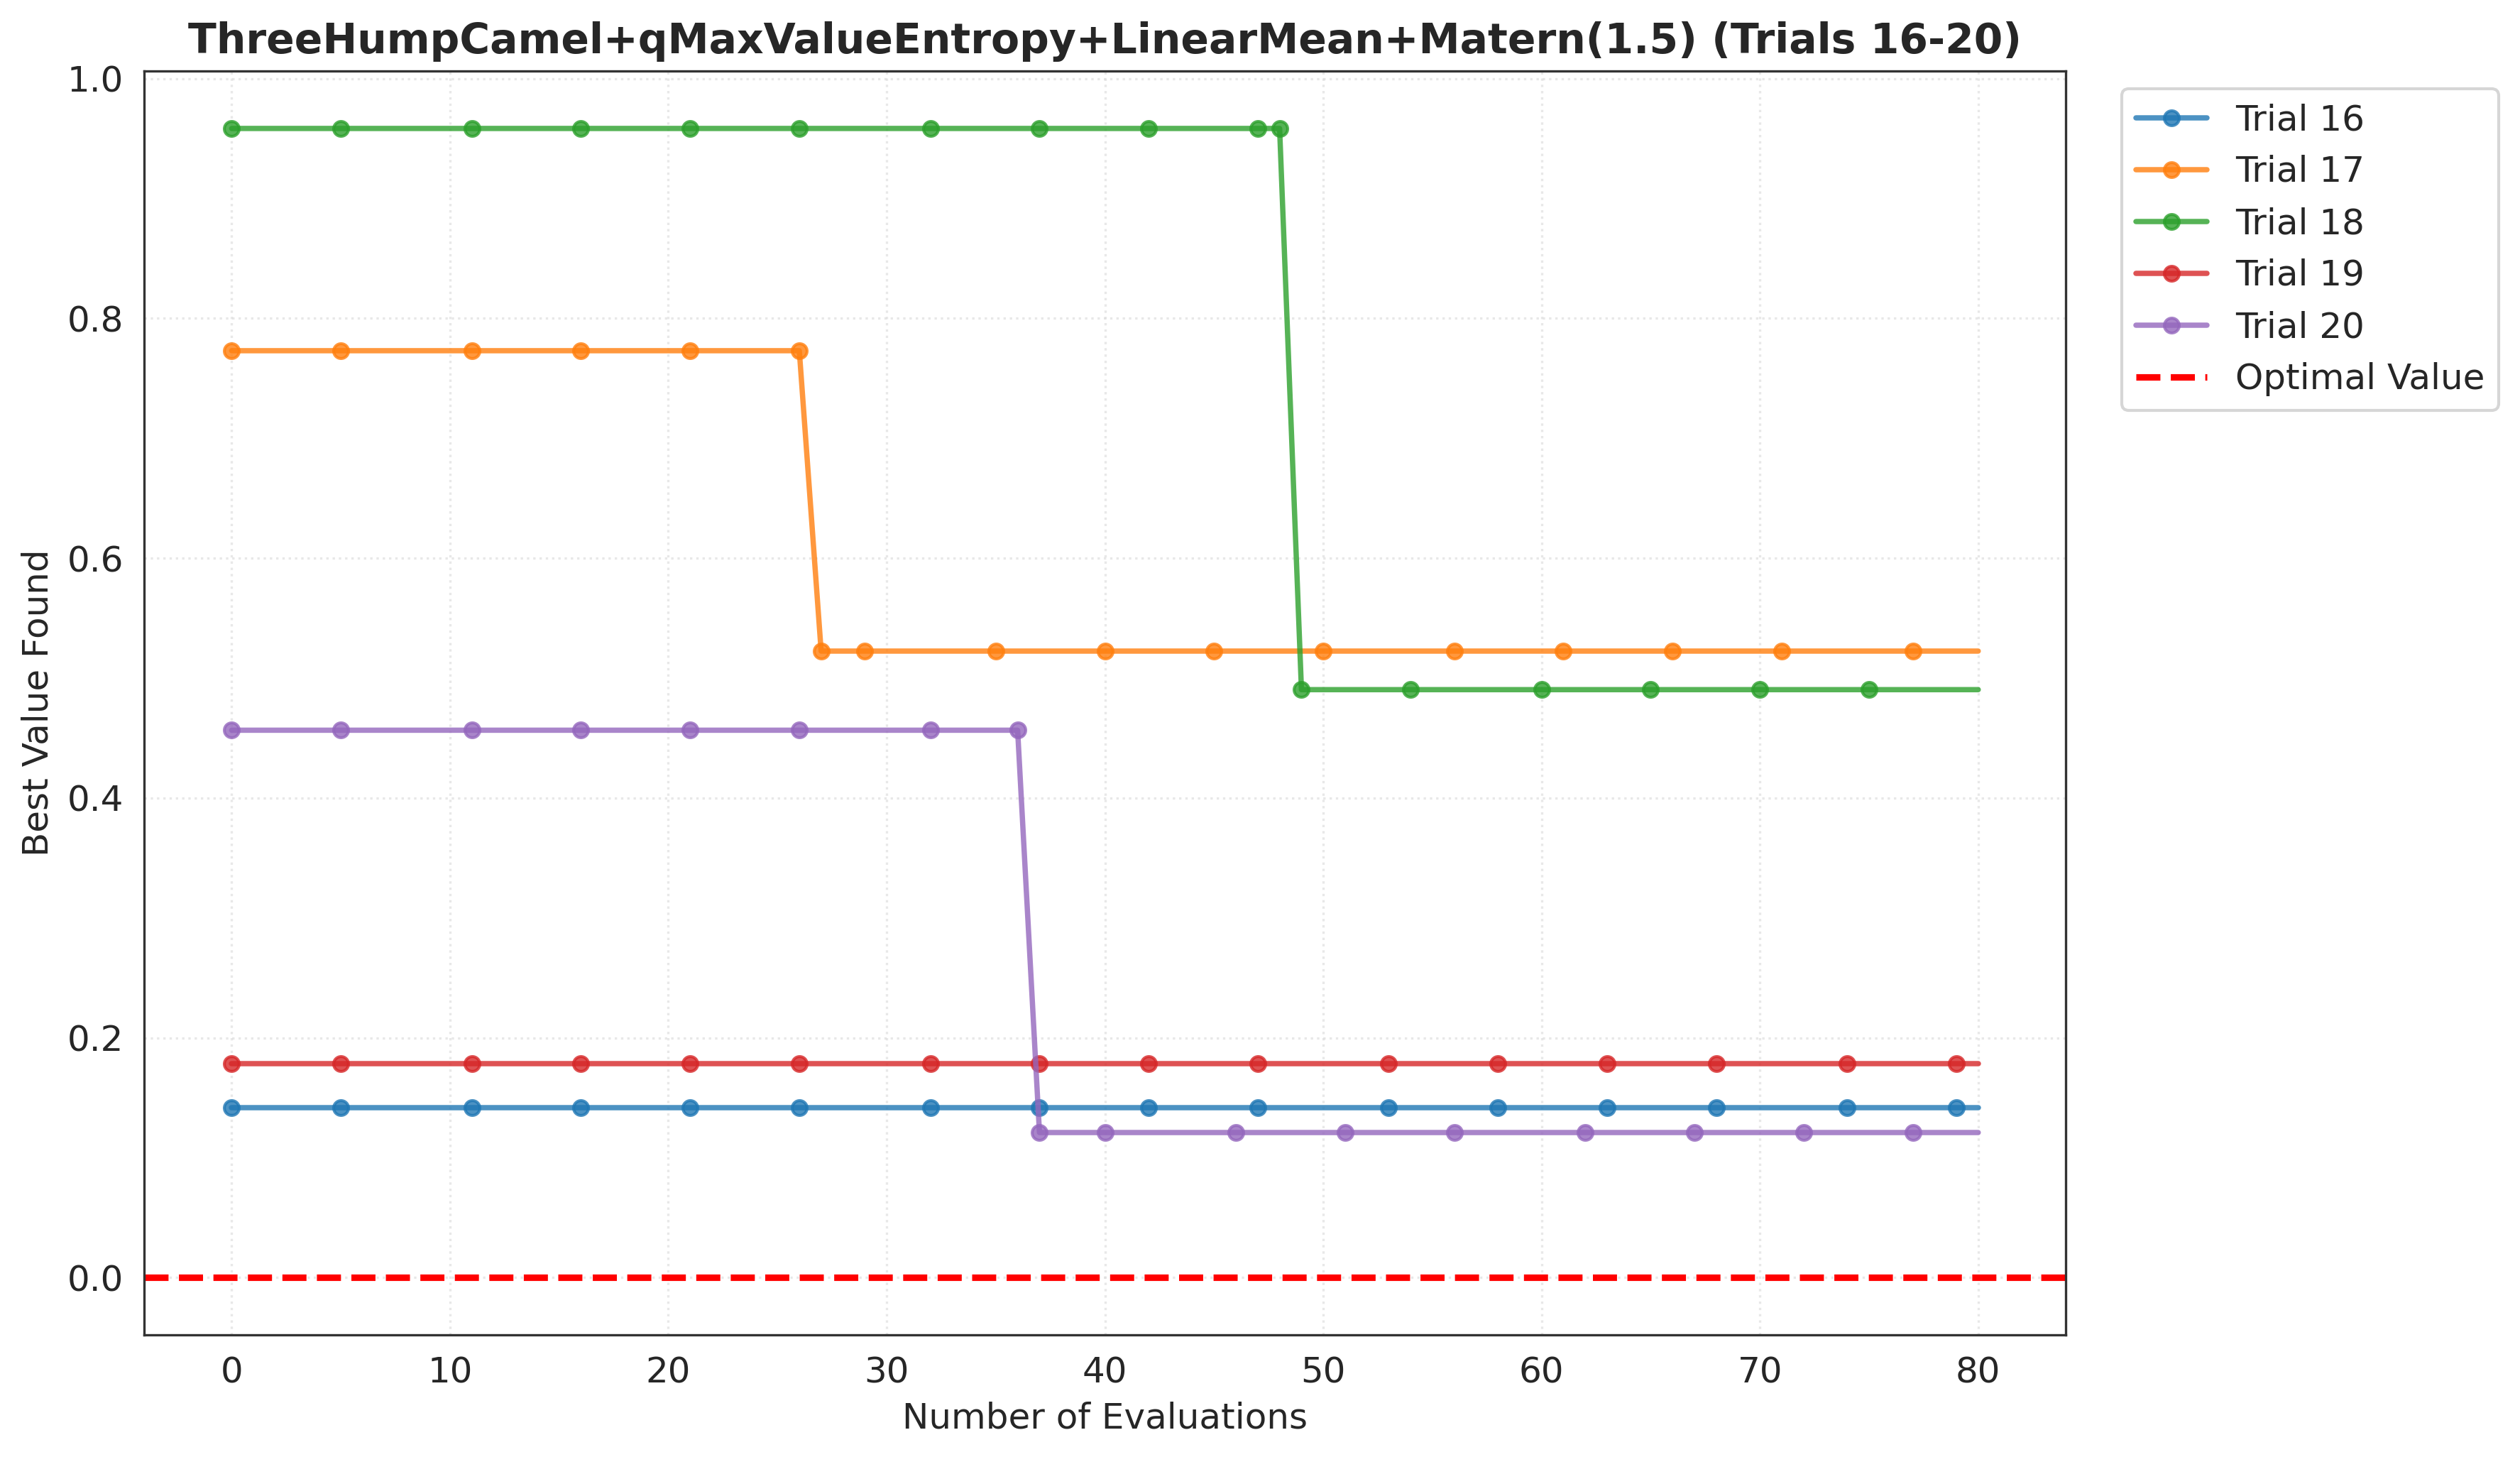 ThreeHumpCamel+qMaxValueEntropy+LinearMean+Matern(1.5) (Trials 16-20)
Best Value Found
1.0
0.8
0.6
0.4
0.2
0.0
0 10 20 30 40 50 60 70 80
Number of Evaluations
Trial 16
Trial 17
Trial 18
Trial 19
Trial 20
Optimal Value